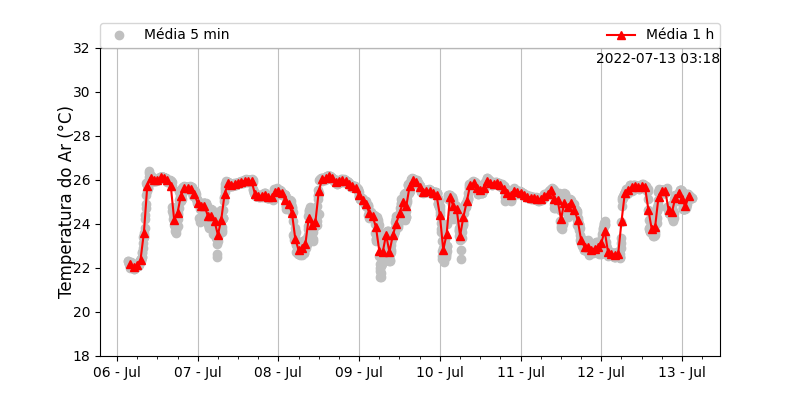 Média 5 min
Média 1 h
2022-07-13 03:18
Temperatura do Ar (°C)
32
30
28
26
24
22
20
18
06 - Jul
07 - Jul
08 - Jul
09 - Jul
10 - Jul
11 - Jul
12 - Jul
13 - Jul